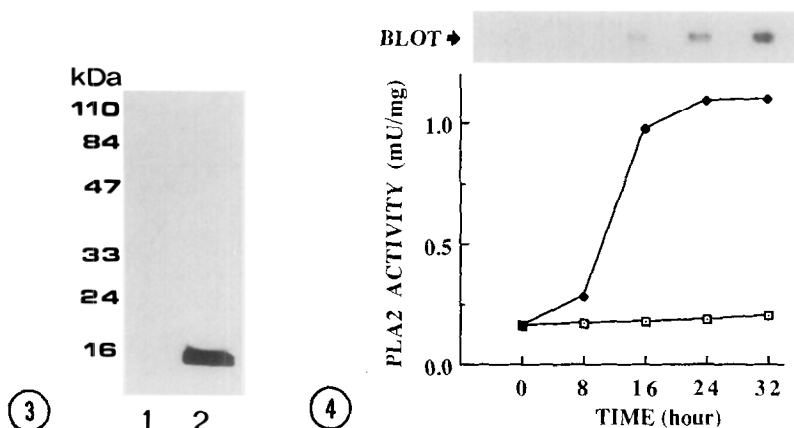 kDa
110
84
47
33
24
16
1 2
3
BLOT
PLA2 ACTIVITY (mU/mg)
1.0
0.5
0.0
0 8 16 24 32
TIME (hour)
4